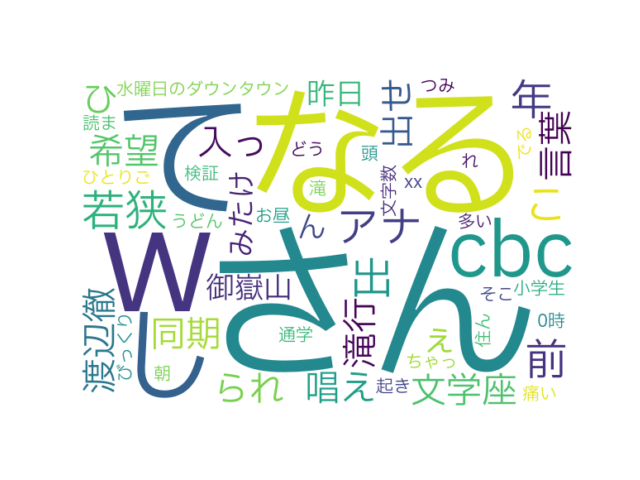 ひ
水曜日のダウンタウン
昨日
出せ
つみ
年
読ま
希望
入っ
どう
頭
てなる
れ
てる
言葉
ひとりご
検証
滝
文字数
xx
若狭
うどん
みたけ
お昼
ん
アナ
多い
こ
w
さん
cbc
渡辺徹
びっくり
し
御嶽山
滝行
出
そこ
小学生
同期
通学
え
住ん
0時
前
朝
られ
唱え
ちゃっ
起き
文学座
痛い